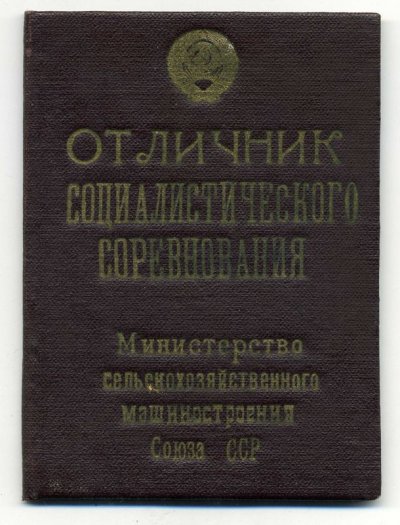 ОТЛИЧНИК
СОЦИАЛИСТИЧЕСКОГО
СОРЕВНОВАНИЯ
Министерство
сельскохозяйственного
машиностроения
Союза ССР